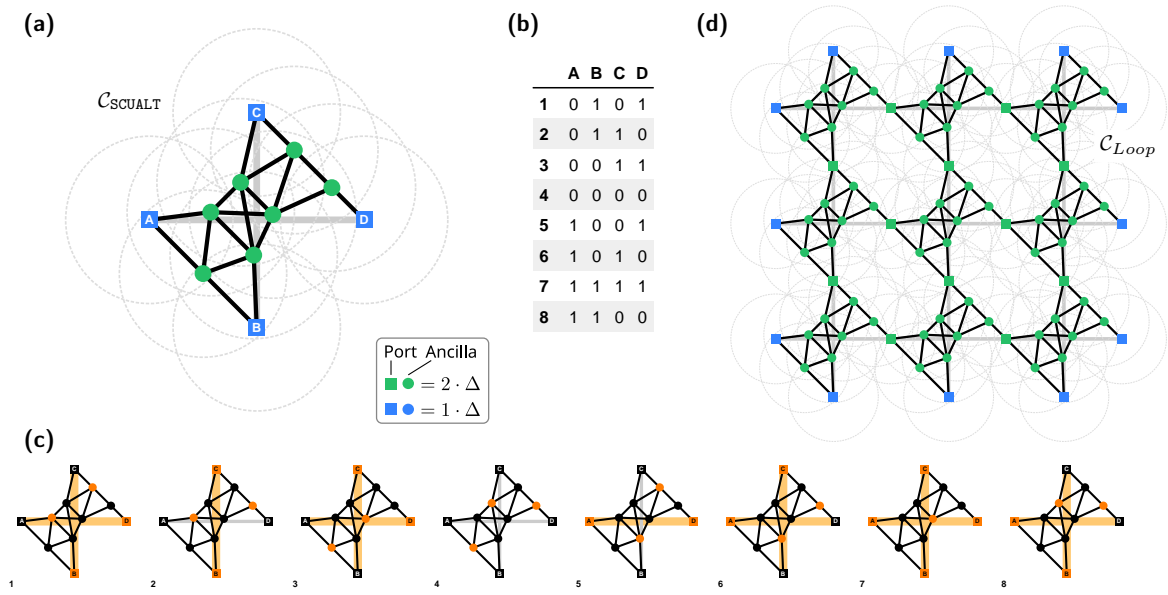 (a)
C_SCUALT
C
A
D
B
Port Ancilla
= 2 · Δ
= 1 · Δ
(b)
A B C D
1 0 1 0 1
2 0 1 1 0
3 0 0 1 1
4 0 0 0 0
5 1 0 0 1
6 1 0 1 0
7 1 1 1 1
8 1 1 0 0
(d)
C_Loop
(c)
C C C C C C C C
A D A D A D A D A D A D A D A D
B B B B B B B B
1 2 3 4 5 6 7 8